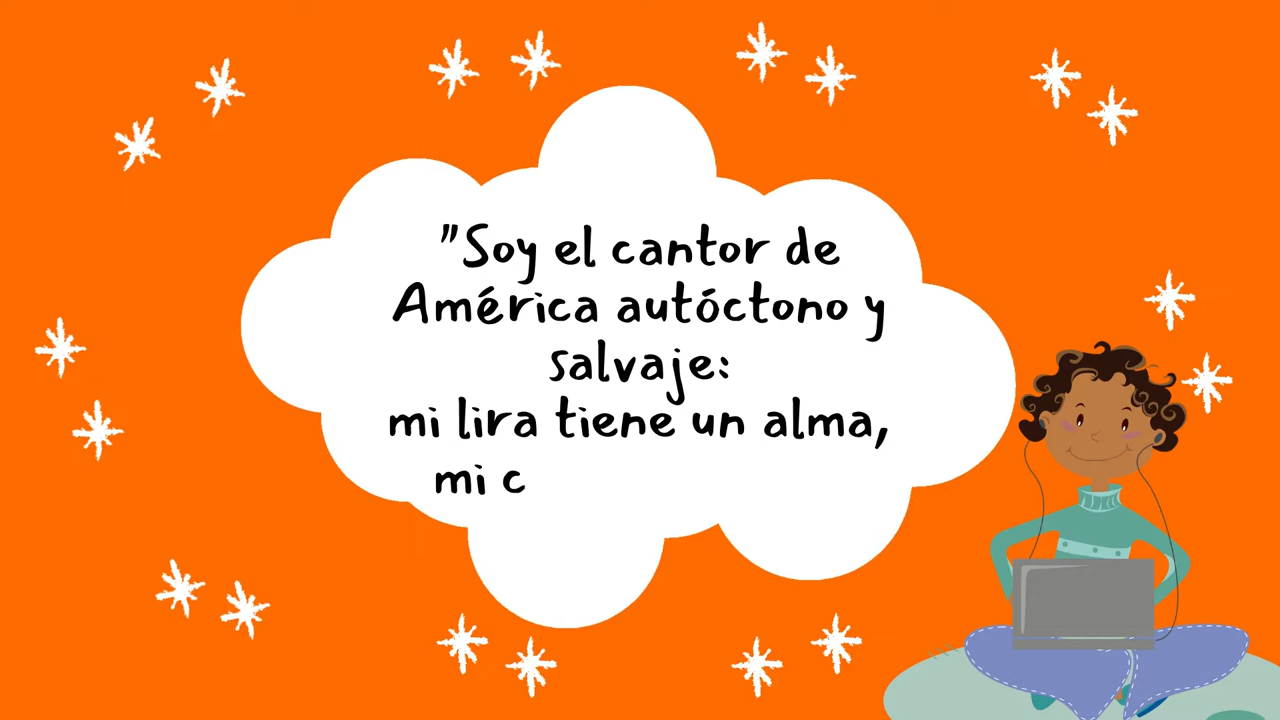 "Soy el cantor de
América autóctono y
salvaje:
mi lira tiene un alma,
mi c